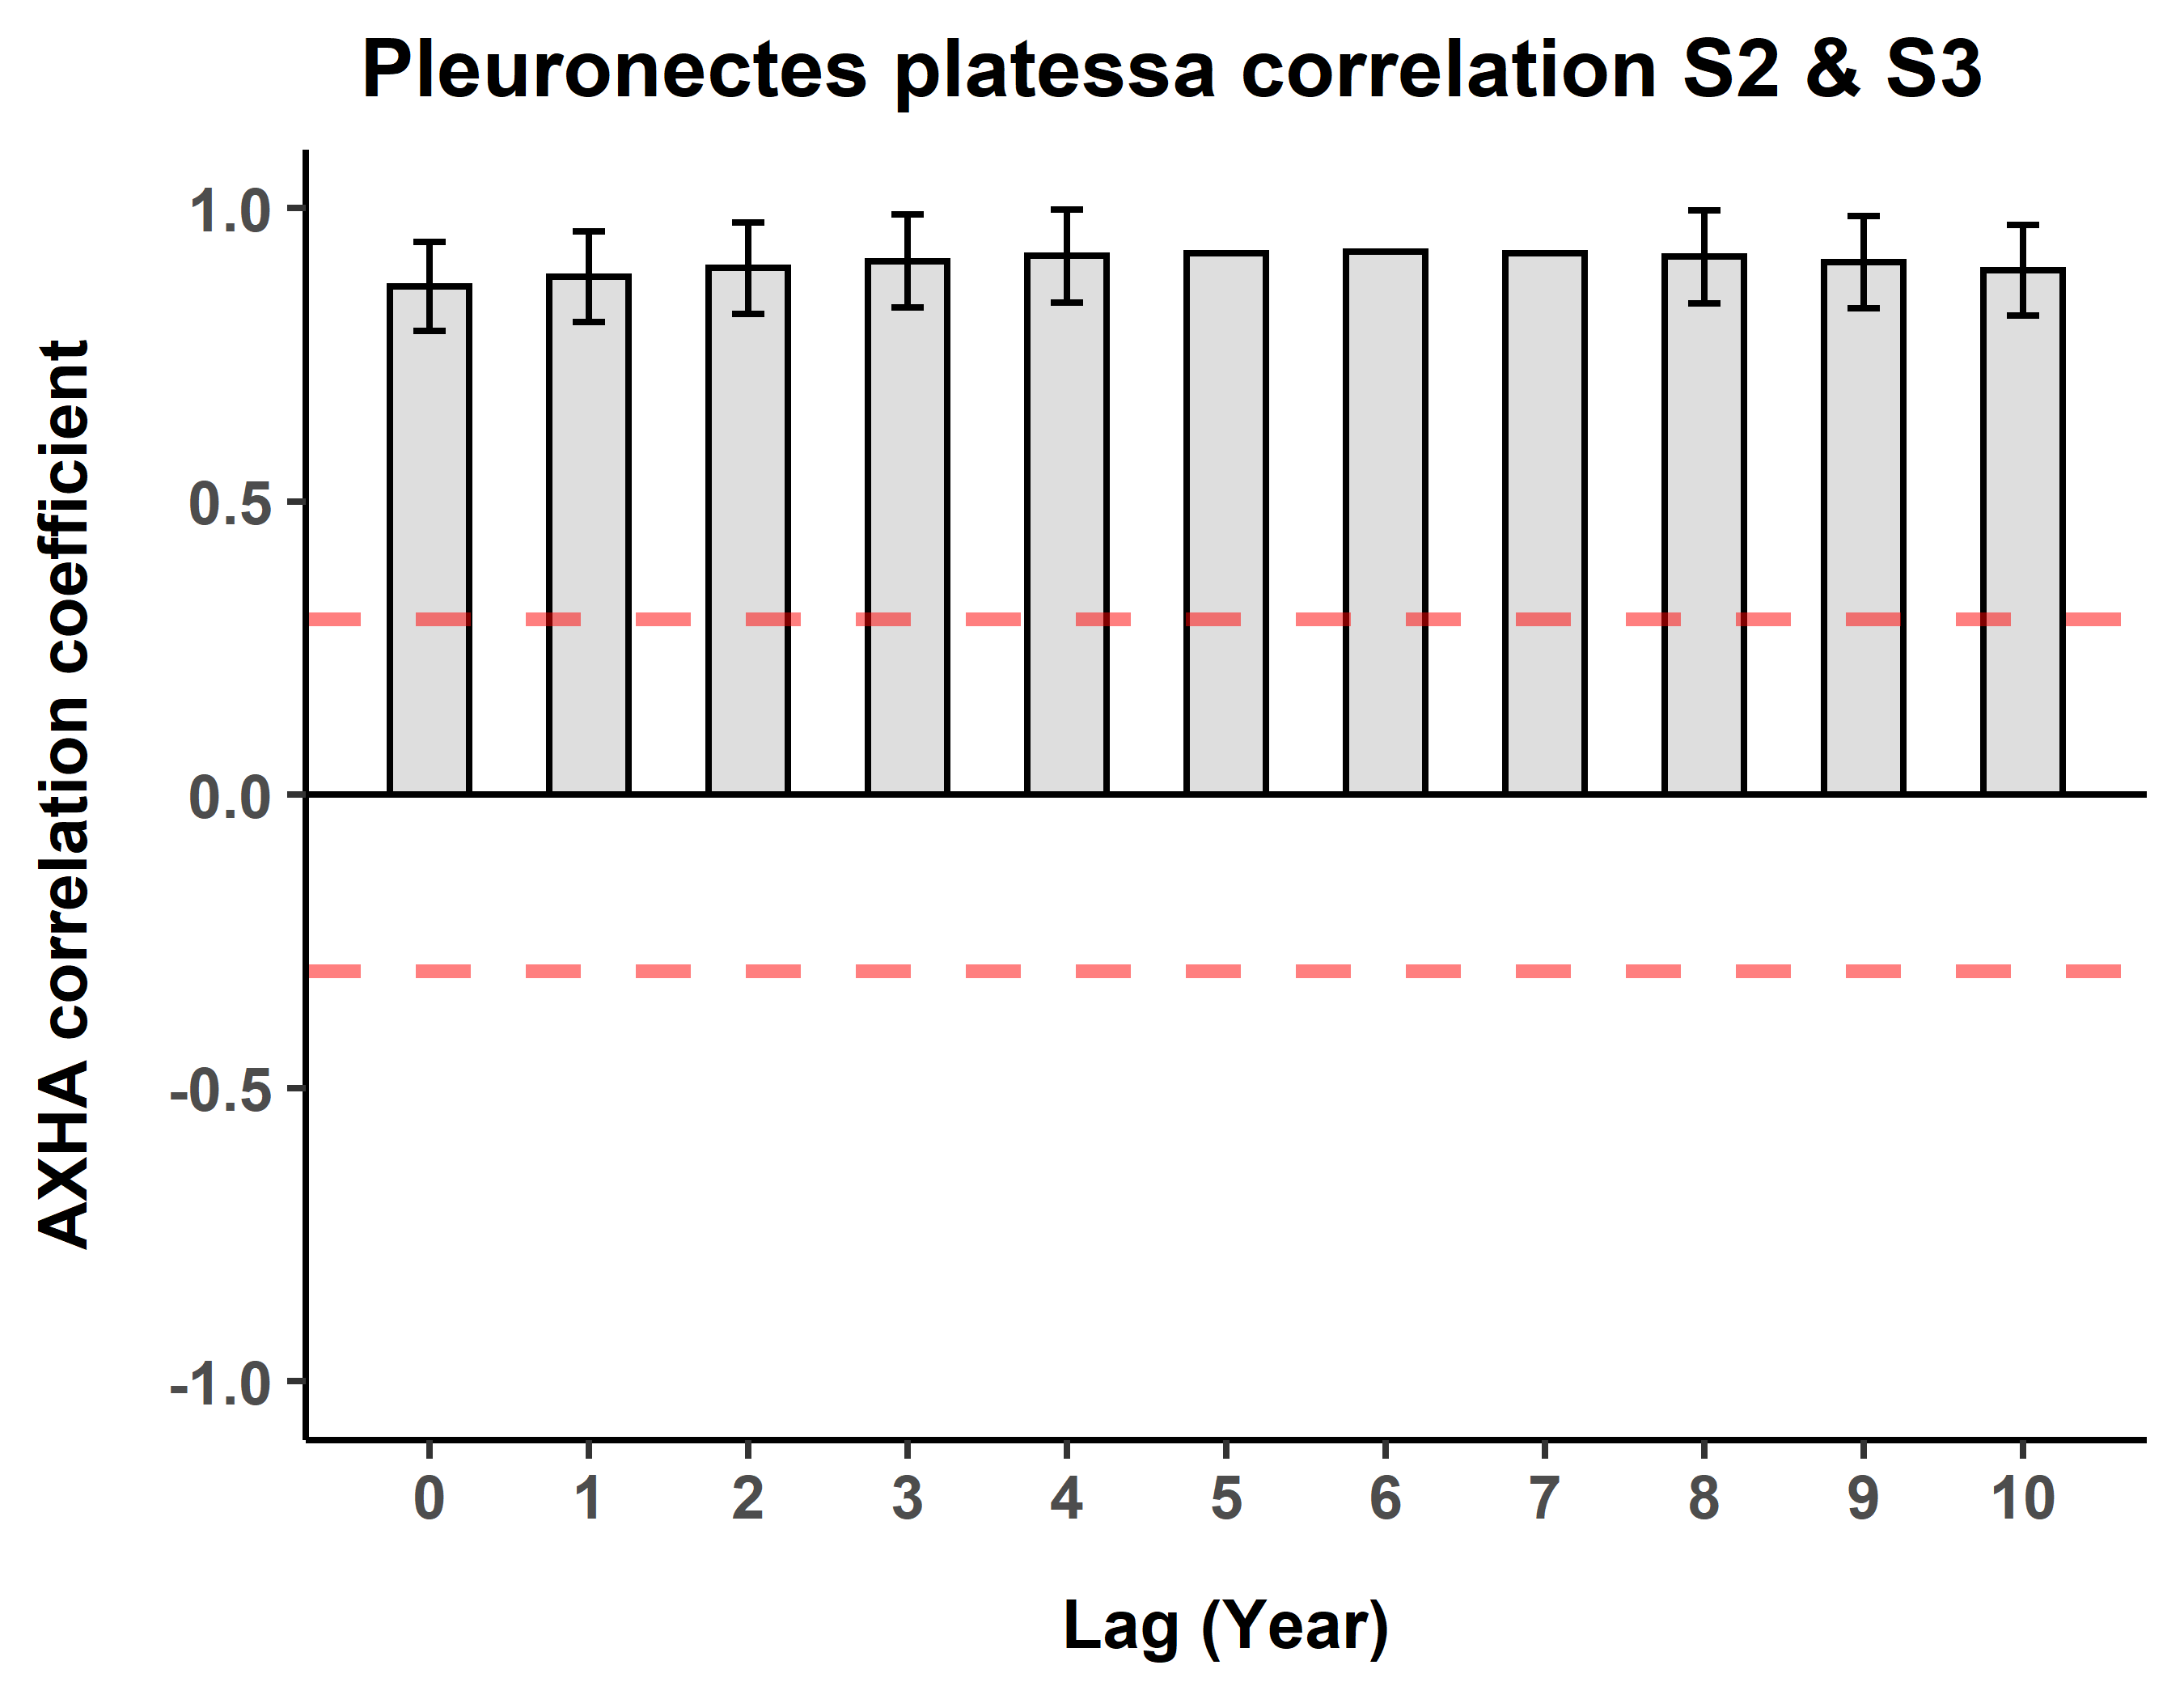 Pleuronectes platessa correlation S2 & S3
AXHA correlation coefficient
1.0
0.5
0.0
-0.5
-1.0
0 1 2 3 4 5 6 7 8 9 10
Lag (Year)